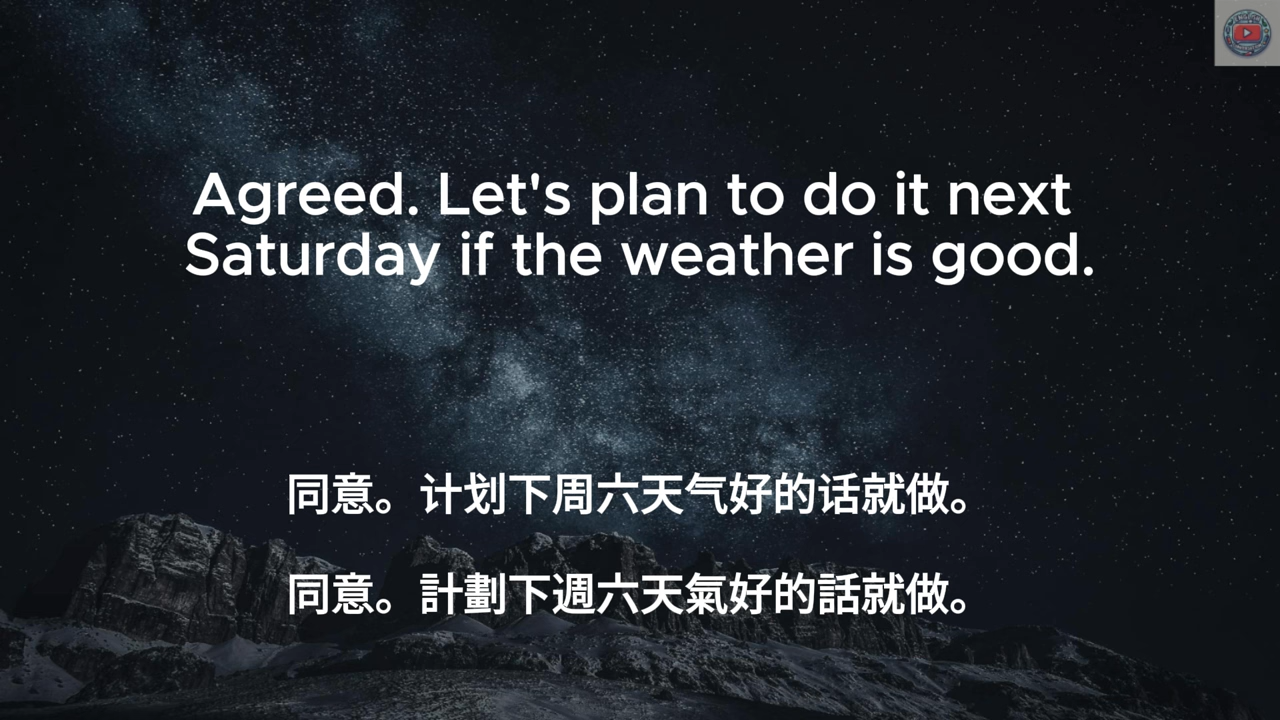 Agreed. Let's plan to do it next
Saturday if the weather is good.
同意。计划下周六天气好的话就做。
同意。計劃下週六天氣好的話就做。